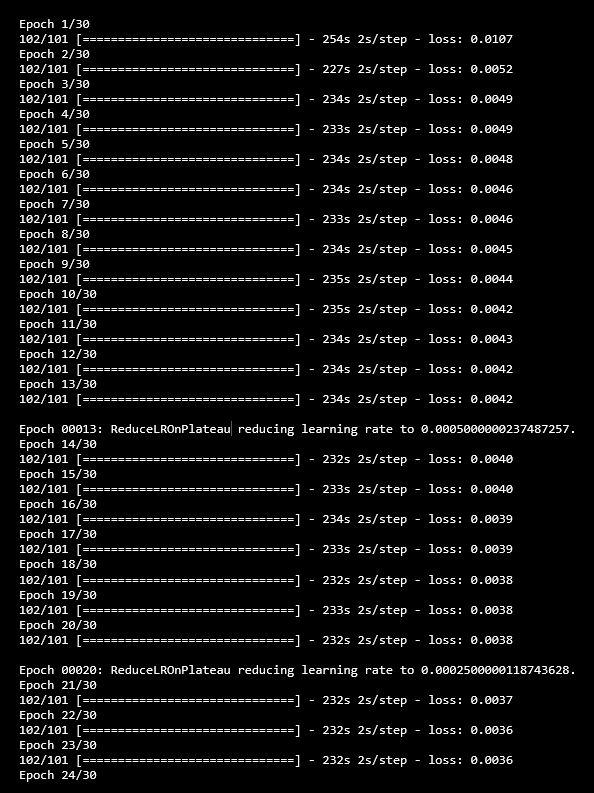 Epoch 1/30
102/101 [==============================] - 254s 2s/step - loss: 0.0107
Epoch 2/30
102/101 [==============================] - 227s 2s/step - loss: 0.0052
Epoch 3/30
102/101 [==============================] - 234s 2s/step - loss: 0.0049
Epoch 4/30
102/101 [==============================] - 233s 2s/step - loss: 0.0049
Epoch 5/30
102/101 [==============================] - 234s 2s/step - loss: 0.0048
Epoch 6/30
102/101 [==============================] - 234s 2s/step - loss: 0.0046
Epoch 7/30
102/101 [==============================] - 233s 2s/step - loss: 0.0046
Epoch 8/30
102/101 [==============================] - 234s 2s/step - loss: 0.0045
Epoch 9/30
102/101 [==============================] - 235s 2s/step - loss: 0.0044
Epoch 10/30
102/101 [==============================] - 235s 2s/step - loss: 0.0042
Epoch 11/30
102/101 [==============================] - 234s 2s/step - loss: 0.0043
Epoch 12/30
102/101 [==============================] - 234s 2s/step - loss: 0.0042
Epoch 13/30
102/101 [==============================] - 234s 2s/step - loss: 0.0042
Epoch 00013: ReduceLROnPlateau reducing learning rate to 0.0005000000237487257.
Epoch 14/30
102/101 [==============================] - 232s 2s/step - loss: 0.0040
Epoch 15/30
102/101 [==============================] - 233s 2s/step - loss: 0.0040
Epoch 16/30
102/101 [==============================] - 234s 2s/step - loss: 0.0039
Epoch 17/30
102/101 [==============================] - 233s 2s/step - loss: 0.0039
Epoch 18/30
102/101 [==============================] - 232s 2s/step - loss: 0.0038
Epoch 19/30
102/101 [==============================] - 233s 2s/step - loss: 0.0038
Epoch 20/30
102/101 [==============================] - 232s 2s/step - loss: 0.0038
Epoch 00020: ReduceLROnPlateau reducing learning rate to 0.0002500000118743628.
Epoch 21/30
102/101 [==============================] - 232s 2s/step - loss: 0.0037
Epoch 22/30
102/101 [==============================] - 232s 2s/step - loss: 0.0036
Epoch 23/30
102/101 [==============================] - 232s 2s/step - loss: 0.0036
Epoch 24/30